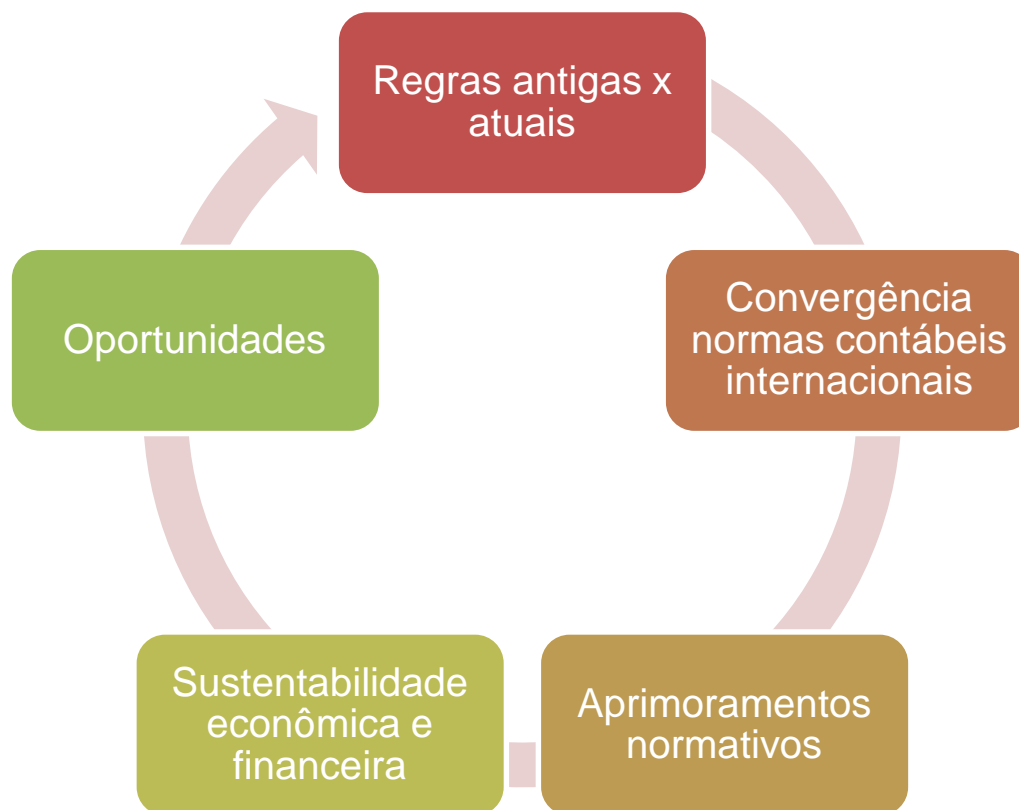 Regras antigas x
atuais
Convergência
normas contábeis
internacionais
Aprimoramentos
normativos
Sustentabilidade
econômica e
financeira
Oportunidades